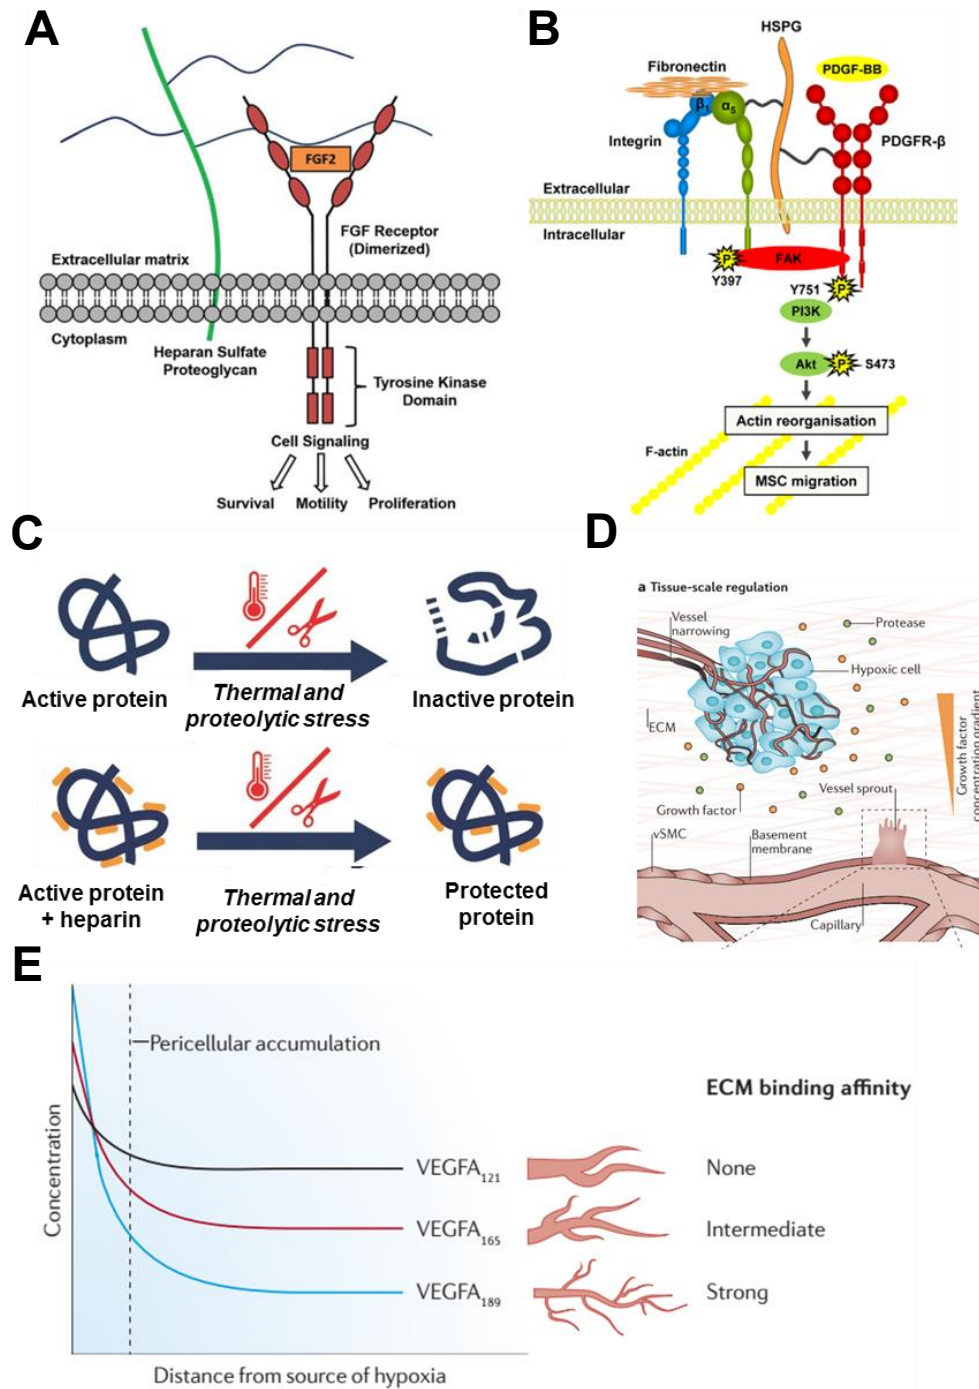 A
FGF2
FGF Receptor
(Dimerized)
Extracellular matrix
Cytoplasm
Heparan Sulfate
Proteoglycan
Tyrosine Kinase
Domain
Cell Signaling
Survival
Motility
Proliferation
B
HSPG
Fibronectin
PDGF-BB
β1
α5
Integrin
PDGFR-β
Extracellular
Intracellular
P
FAK
Y397
Y751
P
PI3K
Akt
P
S473
Actin reorganisation
F-actin
MSC migration
C
Active protein
Thermal and
proteolytic stress
Inactive protein
Active protein
+ heparin
Thermal and
proteolytic stress
Protected
protein
D
a Tissue-scale regulation
Vessel
narrowing
Protease
Hypoxic cell
ECM
Growth factor
concentration gradient
Vessel sprout
Growth factor
vSMC
Basement
membrane
Capillary
E
Pericellular accumulation
ECM binding affinity
Concentration
VEGFA121
None
VEGFA165
Intermediate
VEGFA189
Strong
Distance from source of hypoxia